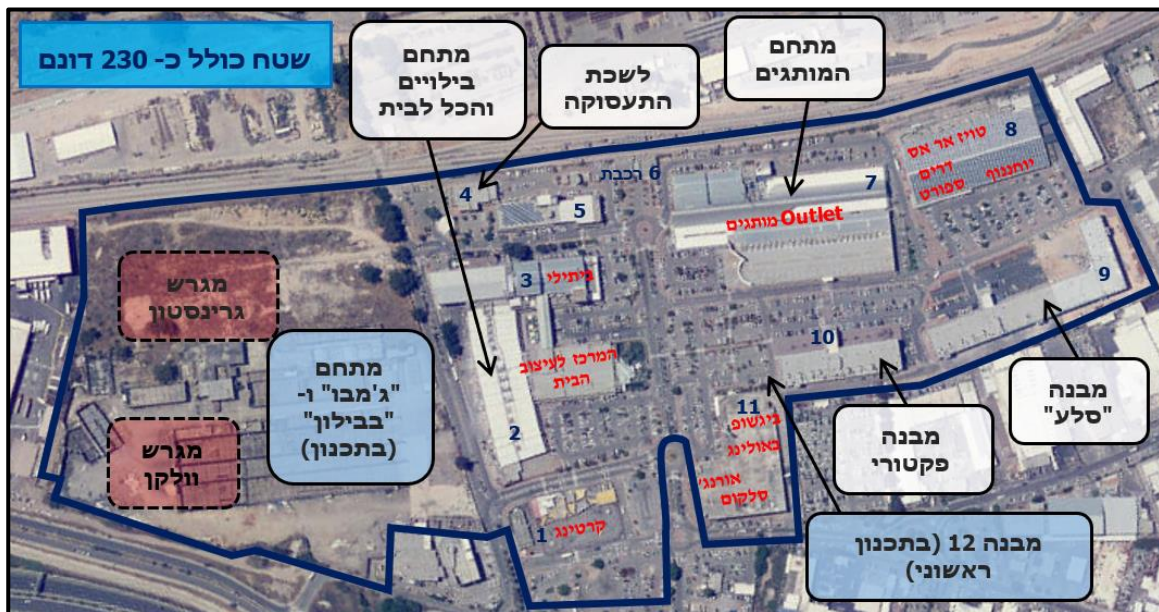 שטח כולל כ- 230 דונם
מתחם
בילויים
והכל לבית
לשכת
התעסוקה
מתחם
המותגים
טויז אר אס
8
דרים
ספורט
יוחננוף
6 רכבת
7
4
5
Outlet מותגים
9
3
ביתילי
מגרש
גרינסטון
10
המרכז לעיצוב
הבית
מתחם
"ג'מבו" ו-
"בבילון"
(בתכנון)
מבנה
"סלע"
11
ביגשופ
באולינג
אורנג'
סלקום
מבנה
פקטורי
2
מגרש
וולקן
1
קרטינג
מבנה 12 (בתכנון
ראשוני)